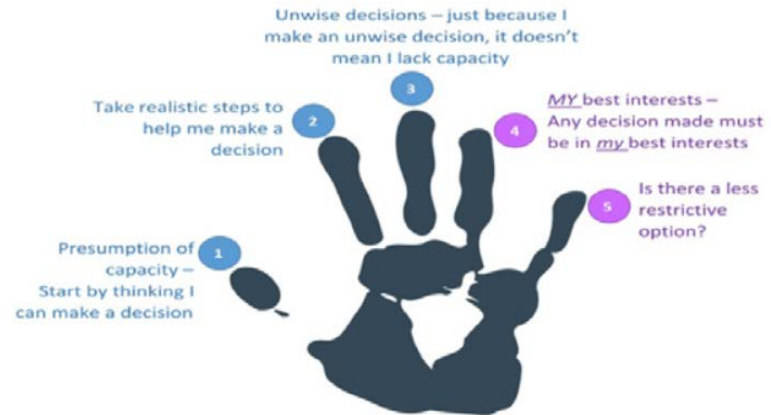 Unwise decisions – just because I
make an unwise decision, it doesn't
mean I lack capacity
3
Take realistic steps to
help me make a
decision
2
MY best interests –
Any decision made must
be in my best interests
4
Is there a less
restrictive
option?
5
Presumption of
capacity –
Start by thinking I
can make a decision
1